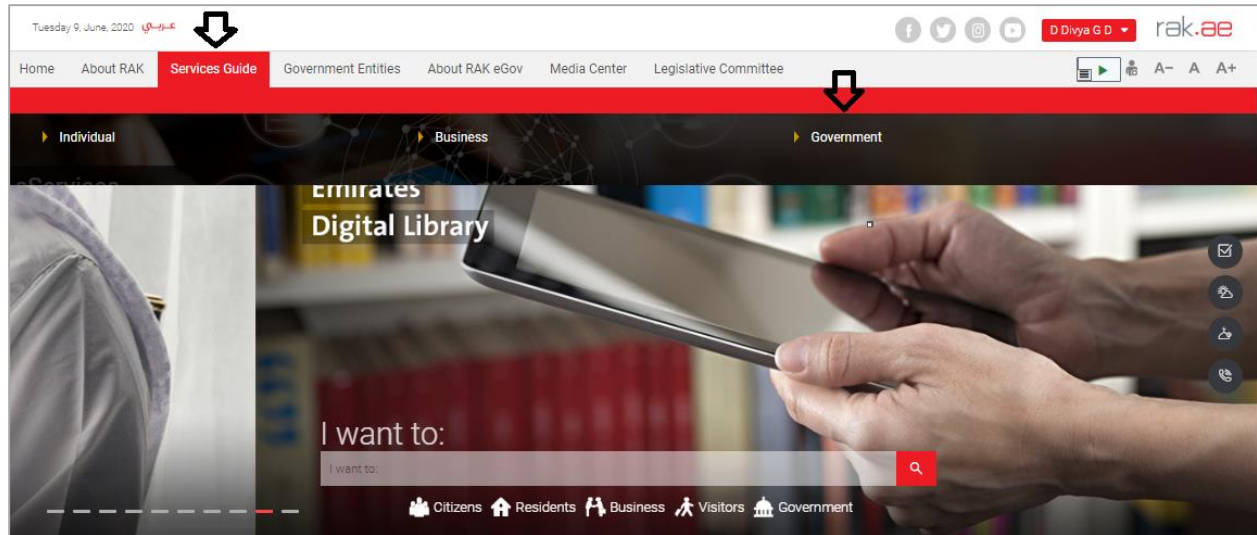 Tuesday 9, June, 2020 عربي
D Divya G D
rak.ae
Home About RAK Services Guide Government Entities About RAK eGov Media Center Legislative Committee A- A A+
Individual Business Government
eServices
Emirates
Digital Library
I want to:
I want to:
Citizens Residents Business Visitors Government